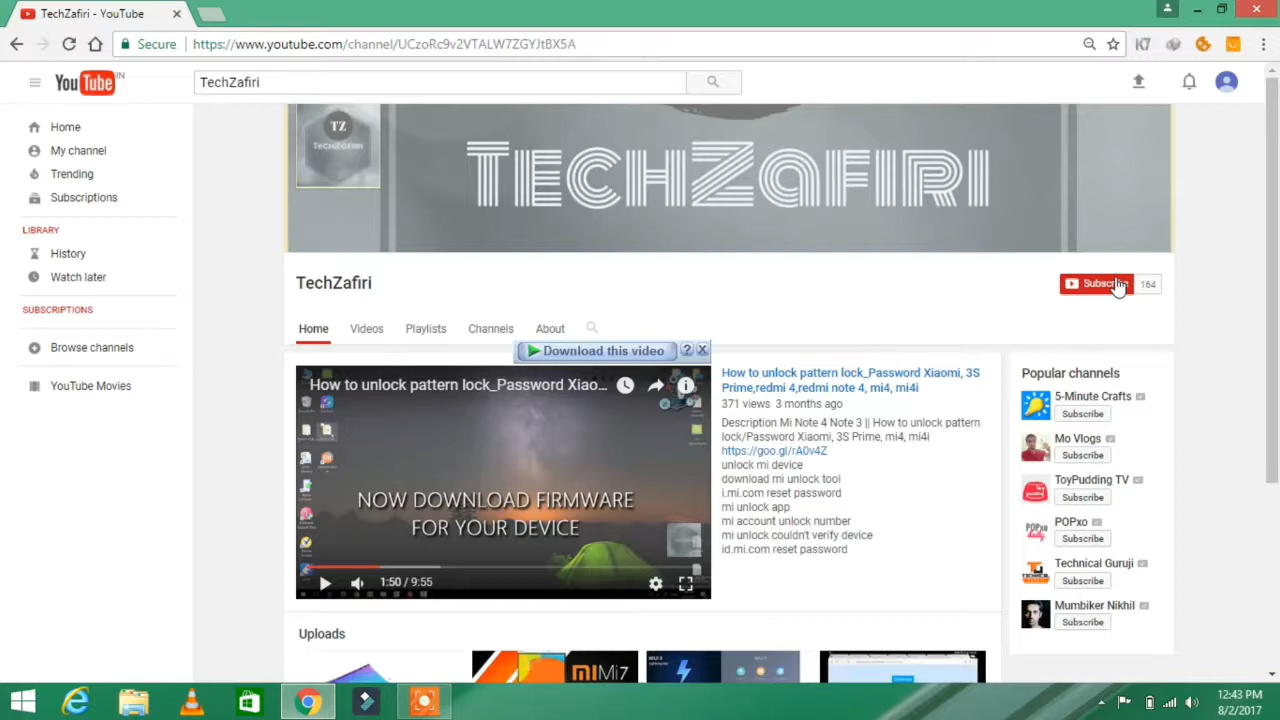 TechZafiri - YouTube
Secure
https://www.youtube.com/channel/UCzoRc9v2VTALW7ZGYJtBX5A
K7
YouTube IN
TechZafiri
Home
My channel
Trending
Subscriptions
LIBRARY
History
Watch later
SUBSCRIPTIONS
Browse channels
YouTube Movies
TZ
TECHZAFIRI
TECHZAFIRI
TechZafiri
Subscribe 164
Home Videos Playlists Channels About
Download this video ?
How to unlock pattern lock_Password Xiao...
NOW DOWNLOAD FIRMWARE
FOR YOUR DEVICE
1:50 / 9:55
How to unlock pattern lock_Password Xiaomi, 3S
Prime,redmi 4,redmi note 4, mi4, mi4i
371 views 3 months ago
Description Mi Note 4 Note 3 || How to unlock pattern
lock/Password Xiaomi, 3S Prime, mi4, mi4i
https://goo.gl/rA0v4Z
unlock mi device
download mi unlock tool
i.mi.com reset password
mi unlock app
mi account unlock number
mi unlock couldn't verify device
id.mi.com reset password
Popular channels
5-Minute Crafts
Subscribe
Mo Vlogs
Subscribe
ToyPudding TV
Subscribe
POPxo
Subscribe
Technical Guruji
Subscribe
Mumbiker Nikhil
Subscribe
POPxo
daily
Uploads
MIMi7
12:43 PM
8/2/2017